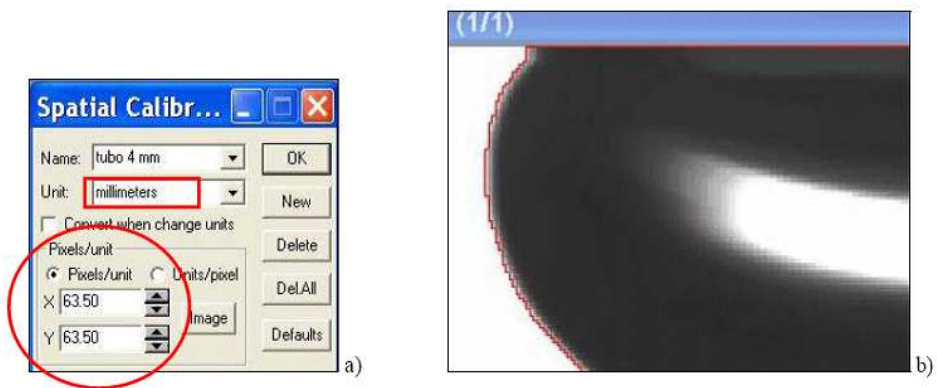 (1/1)
Spatial Calibr...
Name: tubo 4 mm
OK
Unit: millimeters
New
Convert when change units
Pixels/unit
Delete
Pixels/unit Units/pixel
Del.All
X 63.50
Image
Y 63.50
Defaults
a)
b)